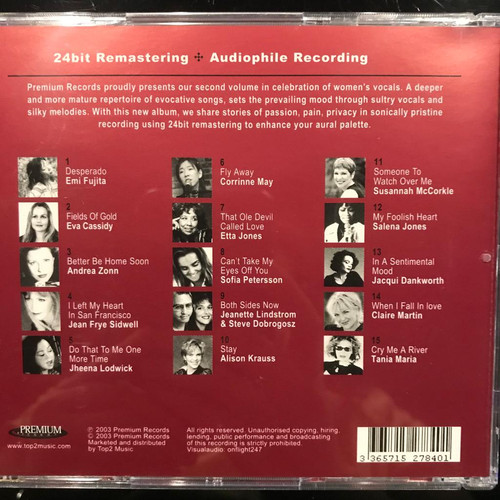 24bit Remastering ✢ Audiophile Recording
Premium Records proudly presents our second volume in celebration of women's vocals. A deeper
and more mature repertoire of evocative songs, sets the prevailing mood through sultry vocals and
silky melodies. With this new album, we share stories of passion, pain, privacy in sonically pristine
recording using 24bit remastering to enhance your aural palette.
1
Desperado
Emi Fujita
2
Fields Of Gold
Eva Cassidy
3
Better Be Home Soon
Andrea Zonn
4
I Left My Heart
In San Francisco
Jean Frye Sidwell
5
Do That To Me One
More Time
Jheena Lodwick
6
Fly Away
Corrinne May
7
That Ole Devil
Called Love
Etta Jones
8
Can't Take My
Eyes Off You
Sofia Petersson
9
Both Sides Now
Jeanette Lindstrom
& Steve Dobrogosz
10
Stay
Alison Krauss
11
Someone To
Watch Over Me
Susannah McCorkle
12
My Foolish Heart
Salena Jones
13
In A Sentimental
Mood
Jacqui Dankworth
14
When I Fall In love
Claire Martin
15
Cry Me A River
Tania Maria
PREMIUM
www.top2music.com
℗ 2003 Premium Records
© 2003 Premium Records
Marketed and distributed
by Top2 Music
All rights reserved. Unauthorised copying, hiring,
lending, public performance and broadcasting
of this recording is strictly prohibited.
Visualaudio: onflight247
3 365715 278401